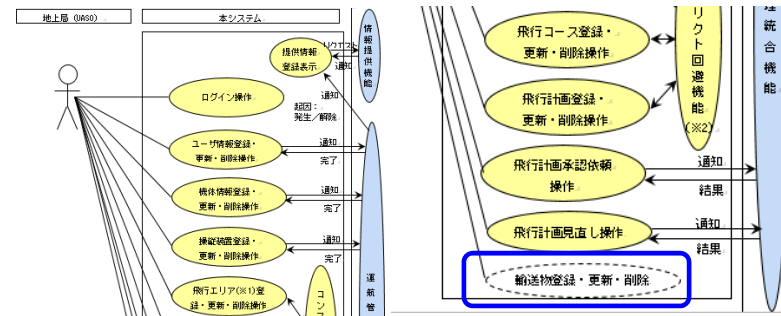 地上局 (UASO)
本システム
情報提供機能
提供情報
登録表示
リクエスト
通知
ログイン操作
通知
起因：
発生／解除
ユーザ情報登録・
更新・削除操作
通知
完了
機体情報登録・
更新・削除操作
通知
完了
操縦装置登録・
更新・削除操作
通知
完了
飛行エリア(※1)登
録・更新・削除操作
コン
運航管
飛行コース登録・
更新・削除操作
リクト回避機能
(※2)
理統合機能
飛行計画登録・
更新・削除操作
飛行計画承認依頼
操作
通知
結果
飛行計画見直し操作
通知
結果
輸送物登録・更新・削除